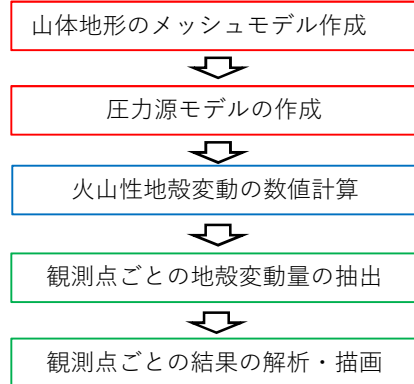 山体地形のメッシュモデル作成
圧力源モデルの作成
火山性地殻変動の数値計算
観測点ごとの地殻変動量の抽出
観測点ごとの結果の解析・描画